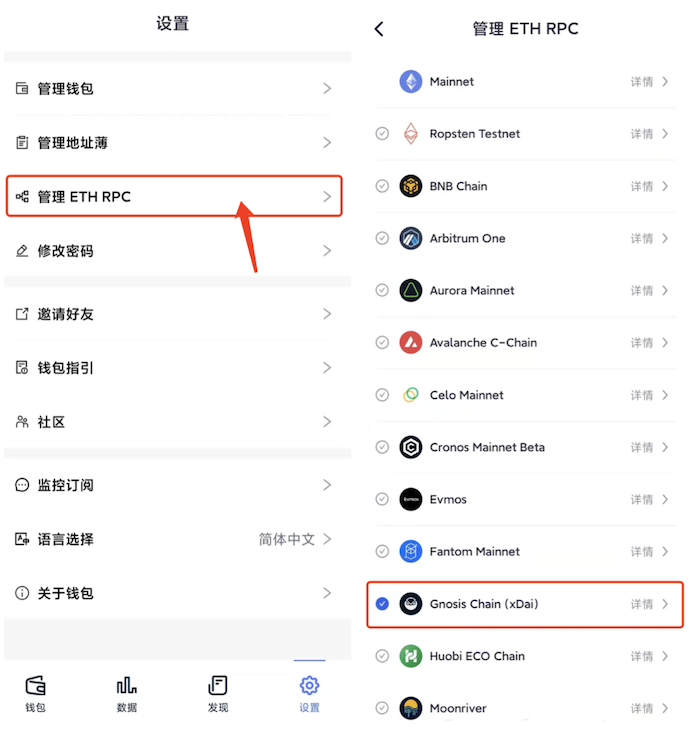 设置
管理钱包
管理地址薄
管理 ETH RPC
修改密码
邀请好友
钱包指引
社区
监控订阅
语言选择 简体中文
关于钱包
钱包 数据 发现 设置
管理 ETH RPC
Mainnet 详情
Ropsten Testnet 详情
BNB Chain 详情
Arbitrum One 详情
Aurora Mainnet 详情
Avalanche C-Chain 详情
Celo Mainnet 详情
Cronos Mainnet Beta 详情
Evmos 详情
Fantom Mainnet 详情
Gnosis Chain (xDai) 详情
Huobi ECO Chain 详情
Moonriver 详情